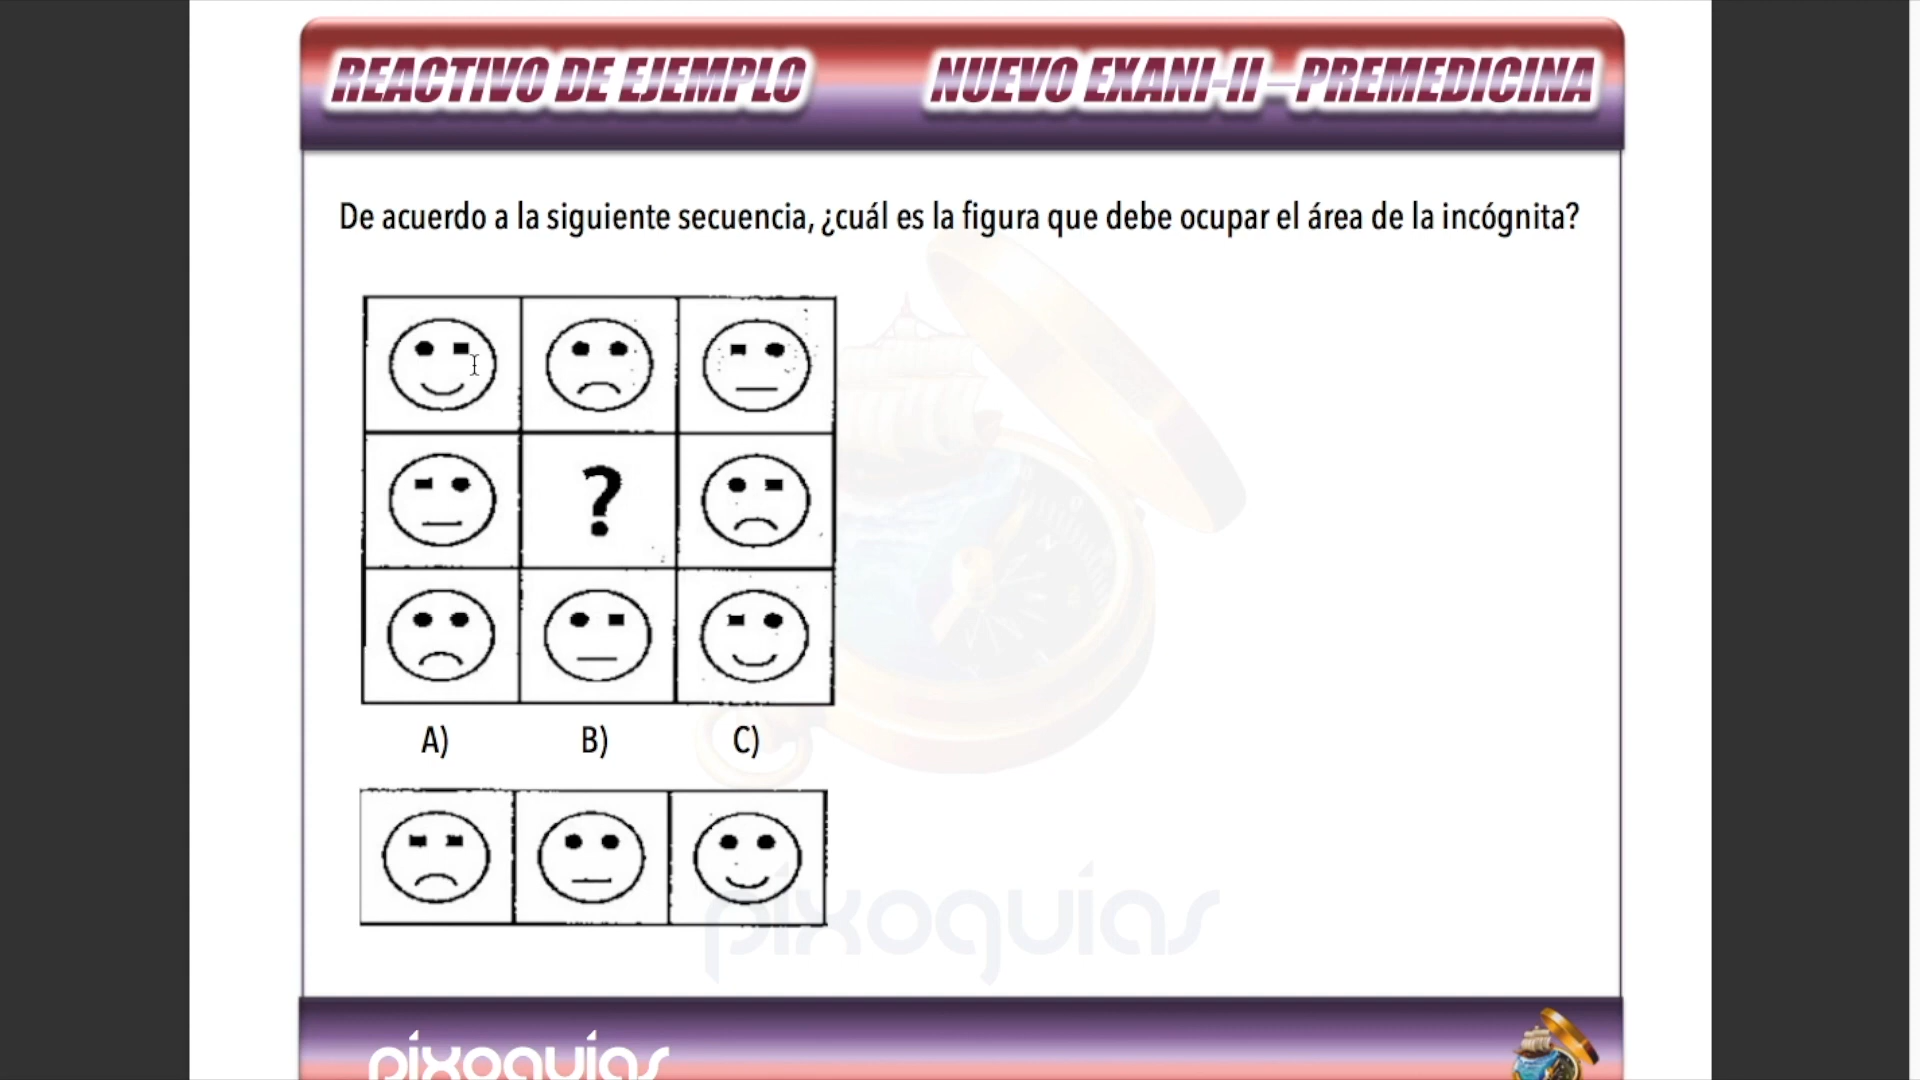 REACTIVO DE EJEMPLO NUEVO EXANI-II – PREMEDICINA
De acuerdo a la siguiente secuencia, ¿cuál es la figura que debe ocupar el área de la incógnita?
?
A) B) C)
pixoguias
pixoguias